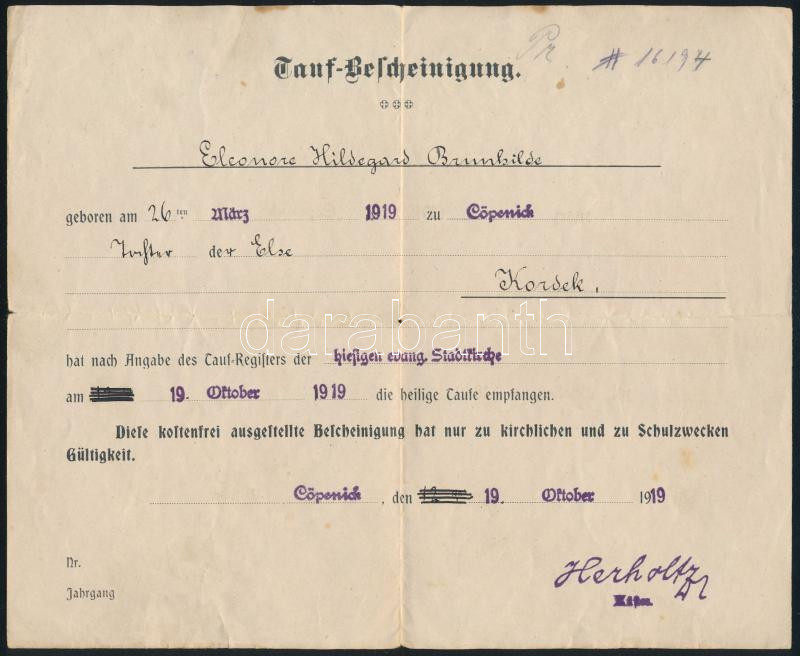 Pr. # 16194
Tauf-Bescheinigung.
Eleonore Hildegard Brunhilde
geboren am 26ten März 1919 zu Cöpenick
Tochter der Else
Kordek,
darabanth
hat nach Angabe des Tauf-Registers der hiesigen evang. Stadtkirche
am 19. Oktober 1919 die heilige Taufe empfangen.
Diese kostenfrei ausgestellte Bescheinigung hat nur zu kirchlichen und zu Schulzwecken
Gültigkeit.
Cöpenick, den 19. Oktober 1919
Nr.
Herholtz
Jahrgang
Küster.